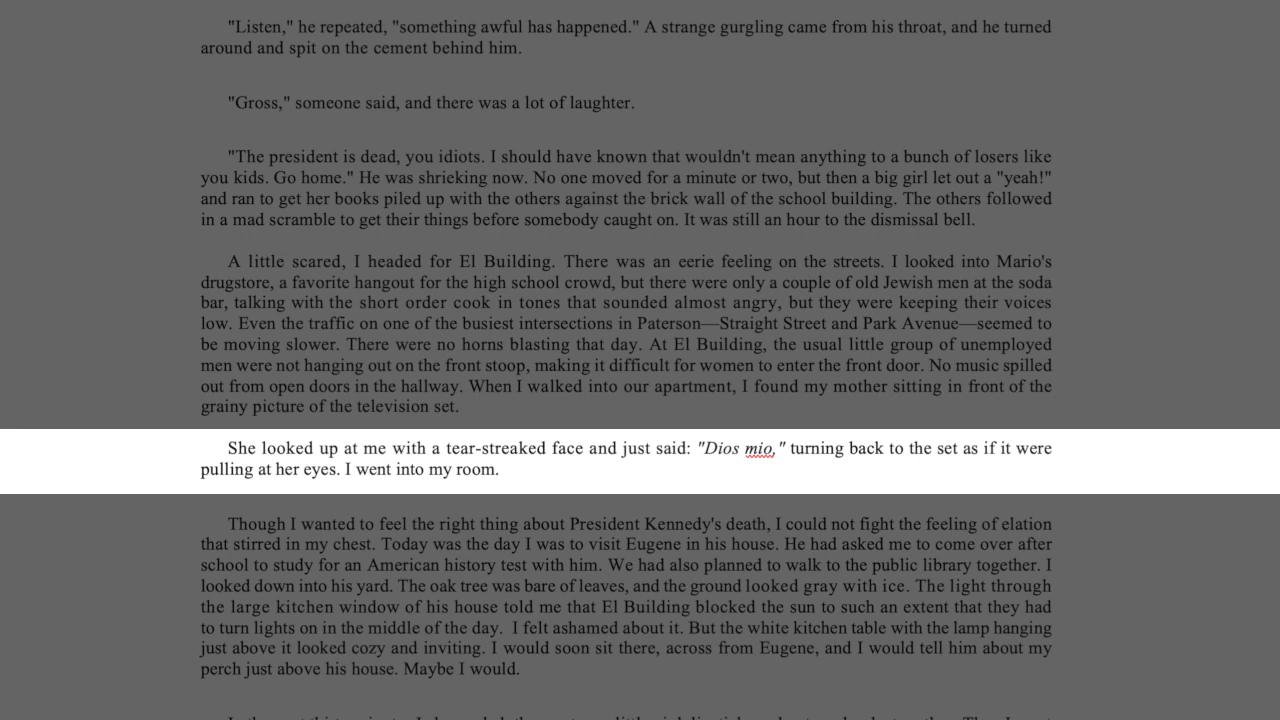 "Listen," he repeated, "something awful has happened." A strange gurgling came from his throat, and he turned
around and spit on the cement behind him.
"Gross," someone said, and there was a lot of laughter.
"The president is dead, you idiots. I should have known that wouldn't mean anything to a bunch of losers like
you kids. Go home." He was shrieking now. No one moved for a minute or two, but then a big girl let out a "yeah!"
and ran to get her books piled up with the others against the brick wall of the school building. The others followed
in a mad scramble to get their things before somebody caught on. It was still an hour to the dismissal bell.
A little scared, I headed for El Building. There was an eerie feeling on the streets. I looked into Mario's
drugstore, a favorite hangout for the high school crowd, but there were only a couple of old Jewish men at the soda
bar, talking with the short order cook in tones that sounded almost angry, but they were keeping their voices
low. Even the traffic on one of the busiest intersections in Paterson—Straight Street and Park Avenue—seemed to
be moving slower. There were no horns blasting that day. At El Building, the usual little group of unemployed
men were not hanging out on the front stoop, making it difficult for women to enter the front door. No music spilled
out from open doors in the hallway. When I walked into our apartment, I found my mother sitting in front of the
grainy picture of the television set.
She looked up at me with a tear-streaked face and just said: "Dios mio," turning back to the set as if it were
pulling at her eyes. I went into my room.
Though I wanted to feel the right thing about President Kennedy's death, I could not fight the feeling of elation
that stirred in my chest. Today was the day I was to visit Eugene in his house. He had asked me to come over after
school to study for an American history test with him. We had also planned to walk to the public library together. I
looked down into his yard. The oak tree was bare of leaves, and the ground looked gray with ice. The light through
the large kitchen window of his house told me that El Building blocked the sun to such an extent that they had
to turn lights on in the middle of the day. I felt ashamed about it. But the white kitchen table with the lamp hanging
just above it looked cozy and inviting. I would soon sit there, across from Eugene, and I would tell him about my
perch just above his house. Maybe I would.